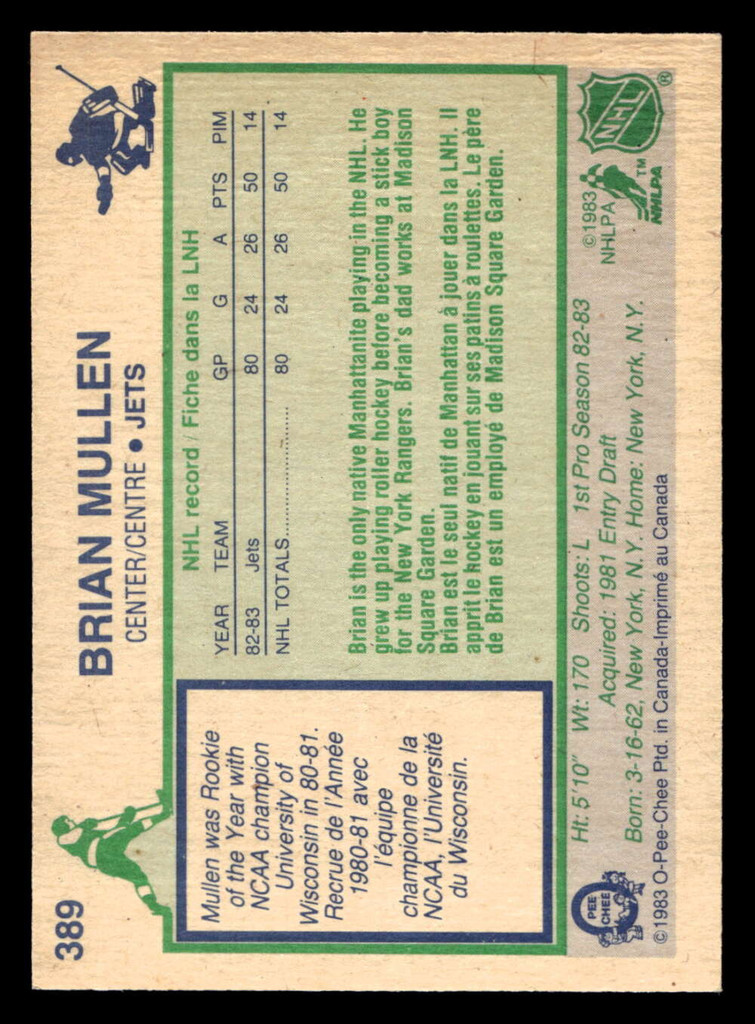 389
BRIAN MULLEN
CENTER/CENTRE • JETS
Mullen was Rookie
of the Year with
NCAA champion
University of
Wisconsin in 80-81.
Recrue de l'Année
1980-81 avec
l'équipe
championne de la
NCAA, l'Université
du Wisconsin.
NHL record / Fiche dans la LNH
YEAR TEAM GP G A PTS PIM
82-83 Jets 80 24 26 50 14
NHL TOTALS.................... 80 24 26 50 14
Brian is the only native Manhattanite playing in the NHL. He
grew up playing roller hockey before becoming a stick boy
for the New York Rangers. Brian's dad works at Madison
Square Garden.
Brian est le seul natif de Manhattan à jouer dans la LNH. Il
apprit le hockey en jouant sur ses patins à roulettes. Le père
de Brian est un employé de Madison Square Garden.
Ht: 5'10" Wt: 170 Shoots: L 1st Pro Season 82-83
Acquired: 1981 Entry Draft
Born: 3-16-62, New York, N.Y. Home: New York, N.Y.
© 1983 O-Pee-Chee Ptd. in Canada-Imprimé au Canada
O
PEE
CHEE
© 1983
NHLPA
NHLPA
TM
NHL
®